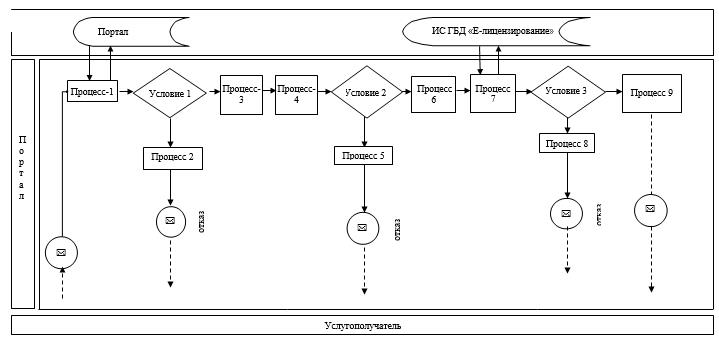 Портал
ИС ГБД «Е-лицензирование»
Портал
Процесс-1
Условие 1
Процесс-
3
Процесс-
4
Условие 2
Процесс
6
Процесс
7
Условие 3
Процесс 9
Процесс 2
Процесс 5
Процесс 8
отказ
отказ
отказ
Услугополучатель